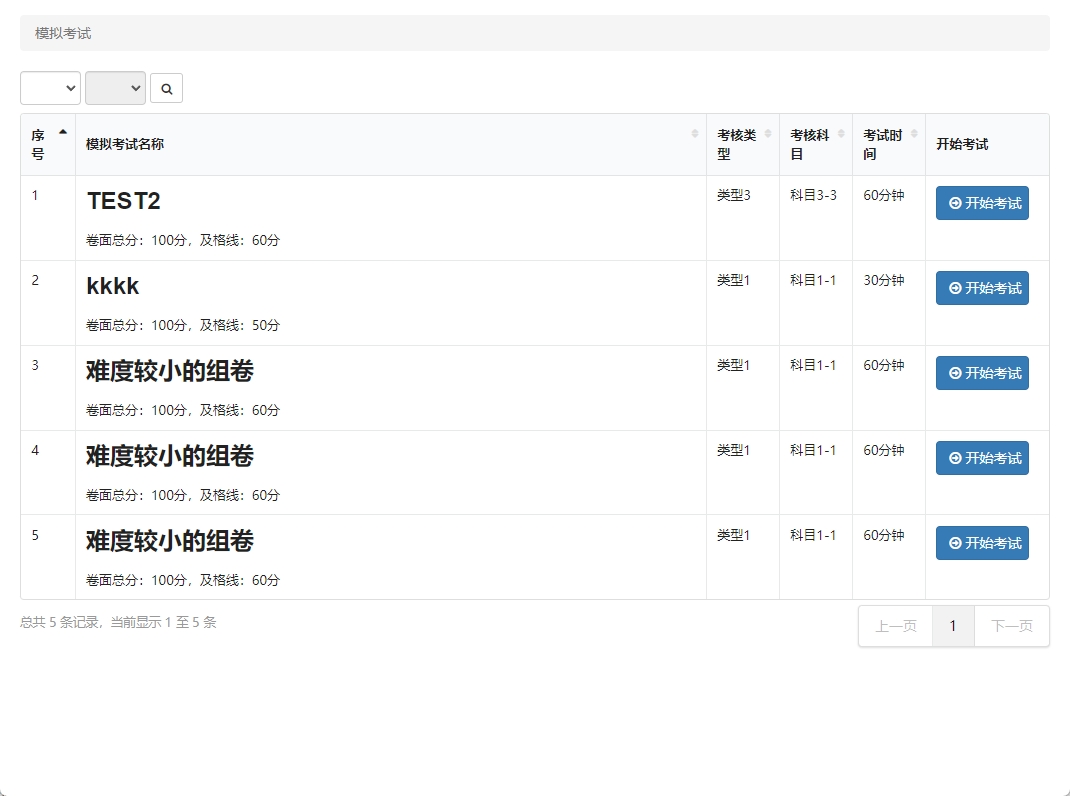 模拟考试
序号
模拟考试名称
考核类型
考核科目
考试时间
开始考试
1
TEST2
卷面总分：100分，及格线：60分
类型3
科目3-3
60分钟
开始考试
2
kkkk
卷面总分：100分，及格线：50分
类型1
科目1-1
30分钟
开始考试
3
难度较小的组卷
卷面总分：100分，及格线：60分
类型1
科目1-1
60分钟
开始考试
4
难度较小的组卷
卷面总分：100分，及格线：60分
类型1
科目1-1
60分钟
开始考试
5
难度较小的组卷
卷面总分：100分，及格线：60分
类型1
科目1-1
60分钟
开始考试
总共 5 条记录，当前显示 1 至 5 条
上一页
1
下一页